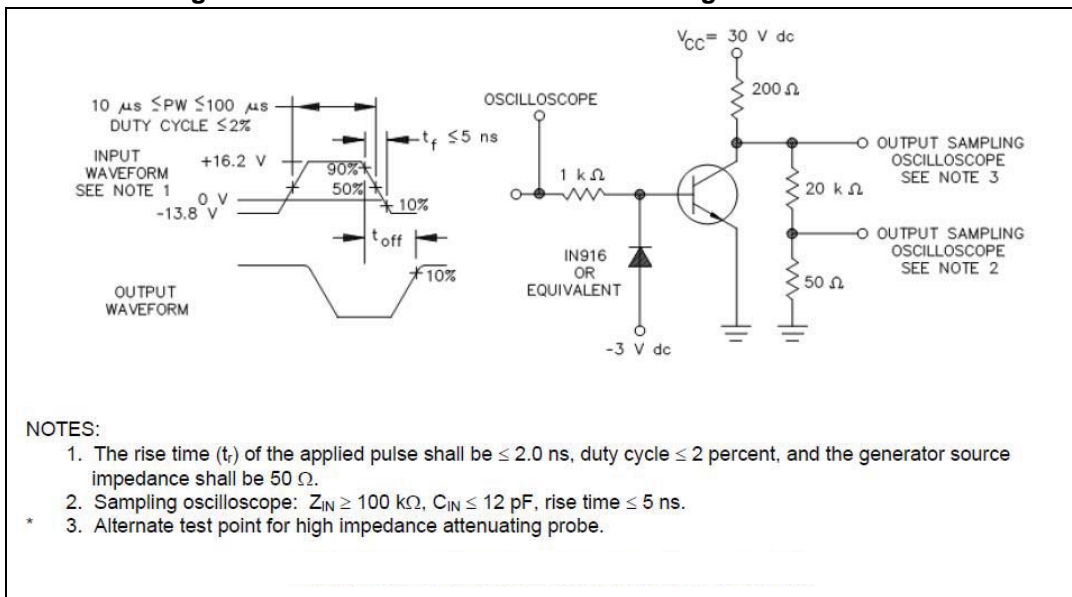 V_CC = 30 V dc
200 Ω
10 μs ≤PW ≤100 μs
DUTY CYCLE ≤2%
OSCILLOSCOPE
t_f ≤5 ns
INPUT
WAVEFORM
SEE NOTE 1
+16.2 V
0 V
-13.8 V
90%
50%
10%
1 kΩ
OUTPUT SAMPLING
OSCILLOSCOPE
SEE NOTE 3
20 kΩ
t_off
IN916
OR
EQUIVALENT
OUTPUT SAMPLING
OSCILLOSCOPE
SEE NOTE 2
10%
50 Ω
OUTPUT
WAVEFORM
-3 V dc
NOTES:
1. The rise time (t_r) of the applied pulse shall be ≤ 2.0 ns, duty cycle ≤ 2 percent, and the generator source
impedance shall be 50 Ω.
2. Sampling oscilloscope: Z_IN ≥ 100 kΩ, C_IN ≤ 12 pF, rise time ≤ 5 ns.
* 3. Alternate test point for high impedance attenuating probe.